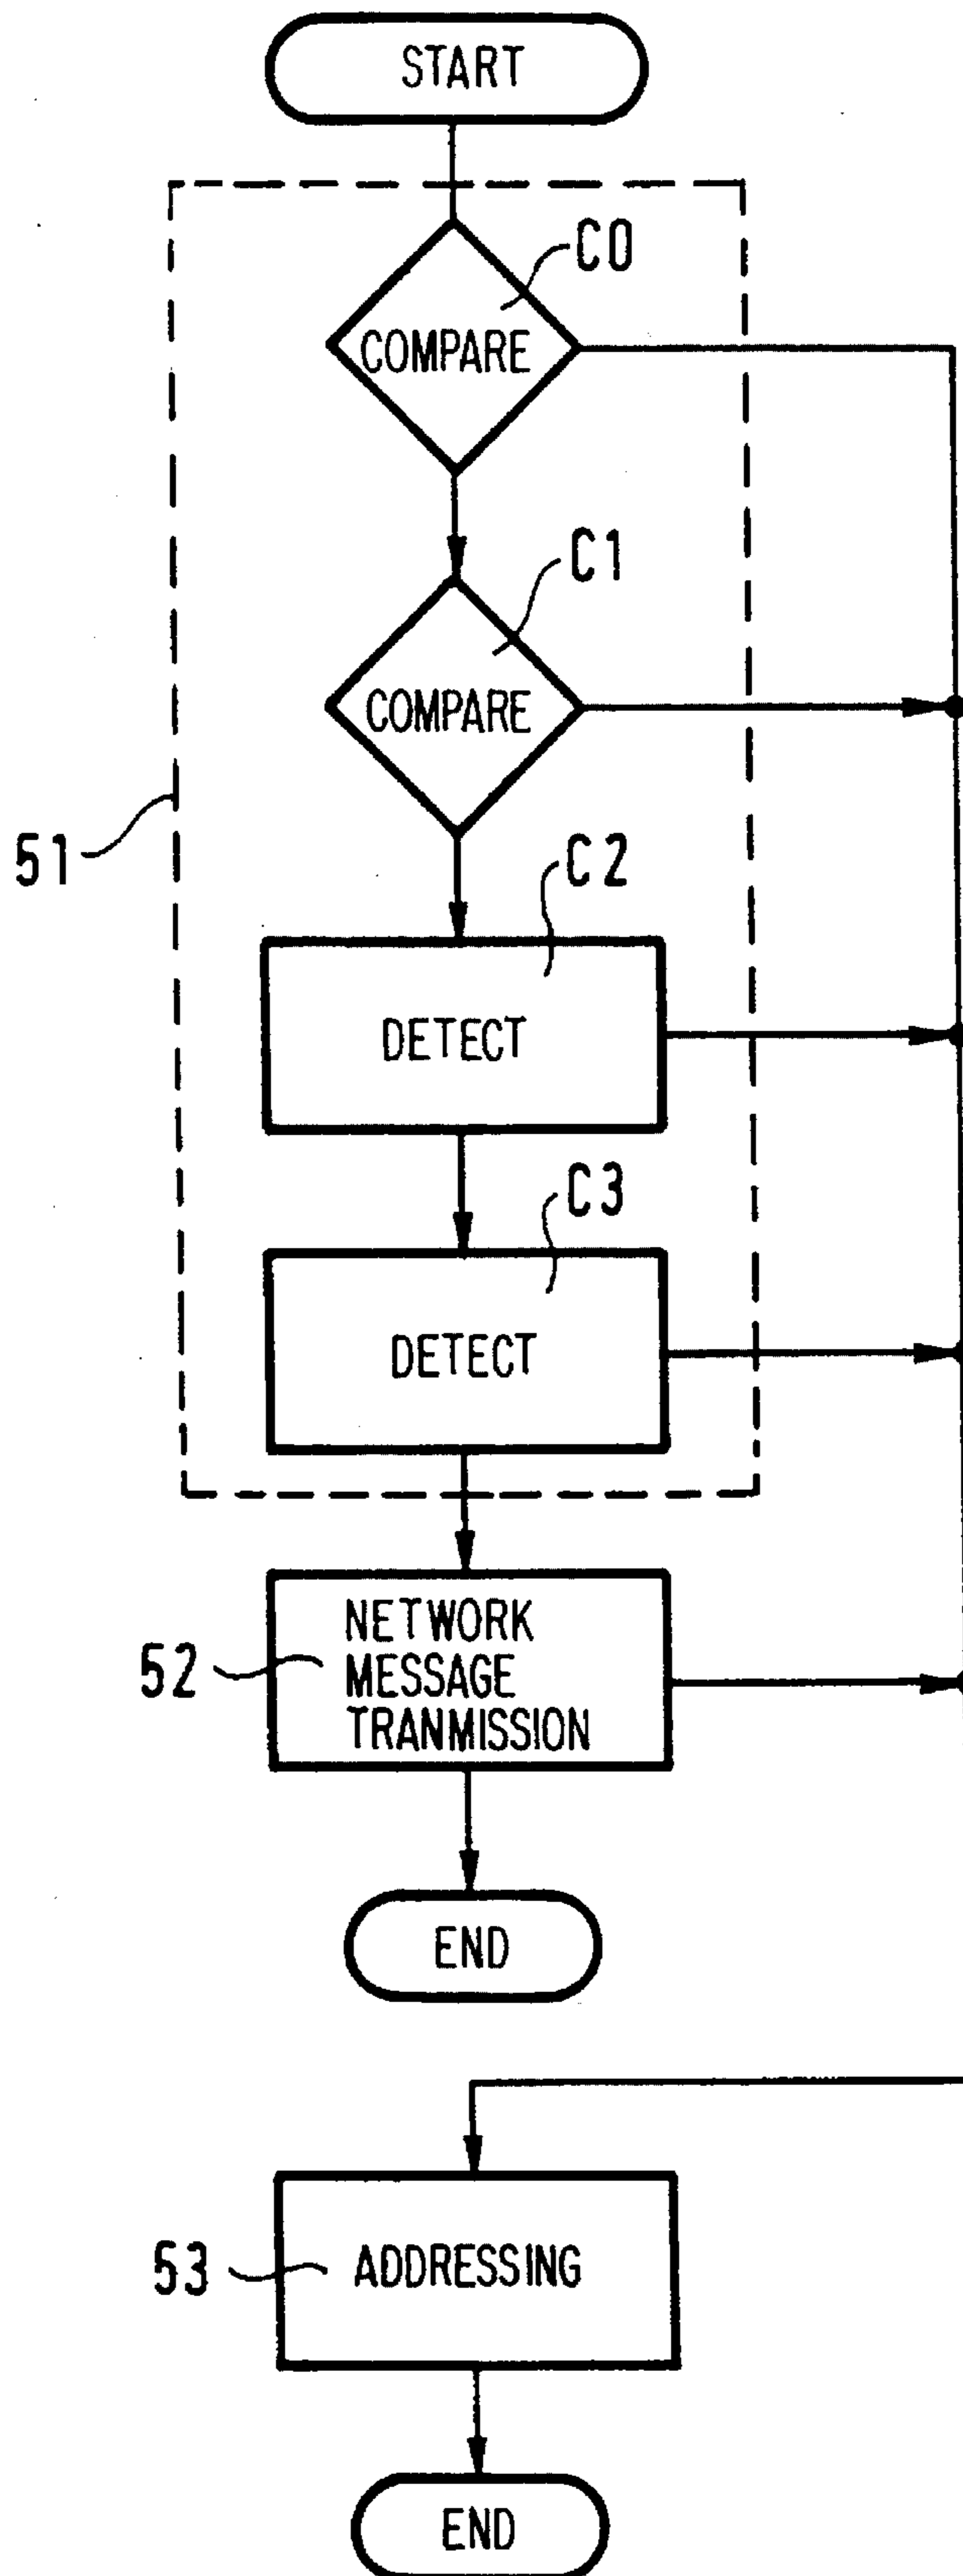 START
C0
COMPARE
C1
COMPARE
51
C2
DETECT
C3
DETECT
52
NETWORK
MESSAGE
TRANMISSION
END
53
ADDRESSING
END